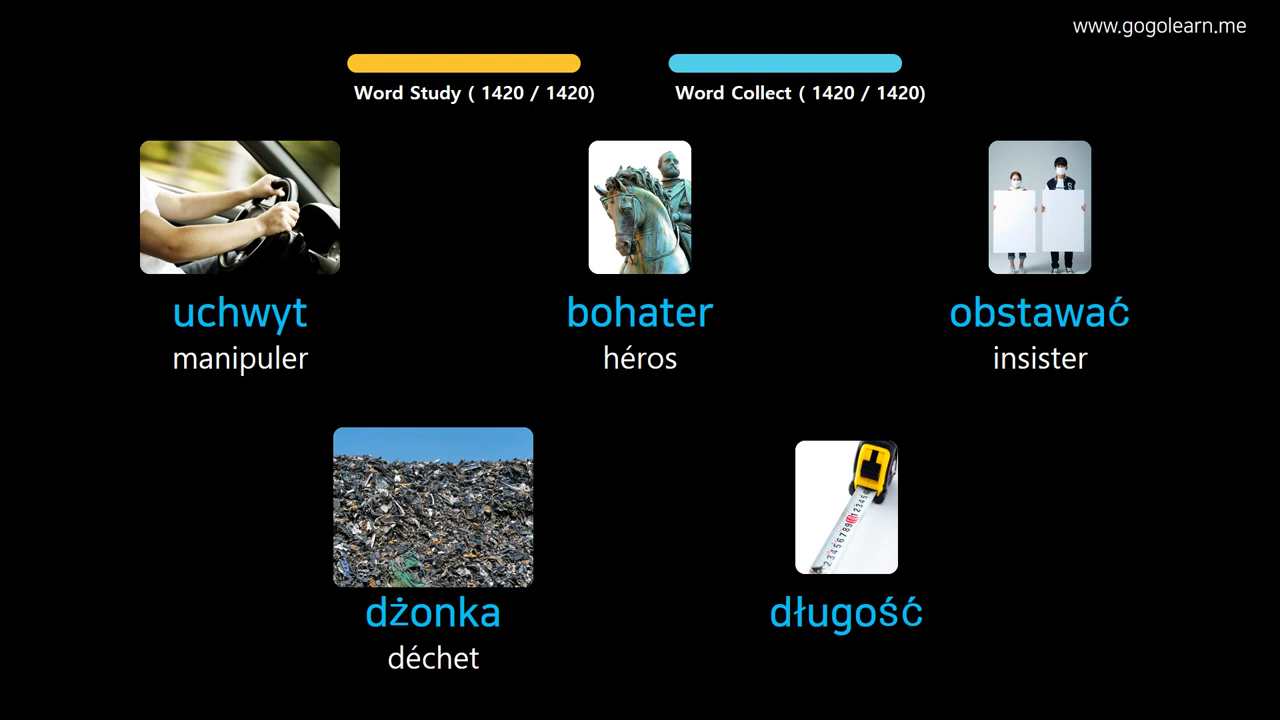 www.gogolearn.me
Word Study ( 1420 / 1420)
Word Collect ( 1420 / 1420)
uchwyt
manipuler
bohater
héros
obstawać
insister
dżonka
déchet
długość